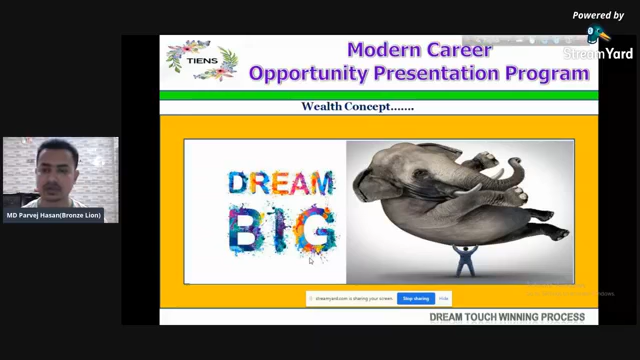 Powered by
StreamYard
TIENS
Modern Career
Opportunity Presentation Program
Wealth Concept.......
DREAM
BIG
MD Parvej Hasan(Bronze Lion)
streamyard.com is sharing your screen.
Stop sharing
Hide
DREAM TOUCH WINNING PROCESS